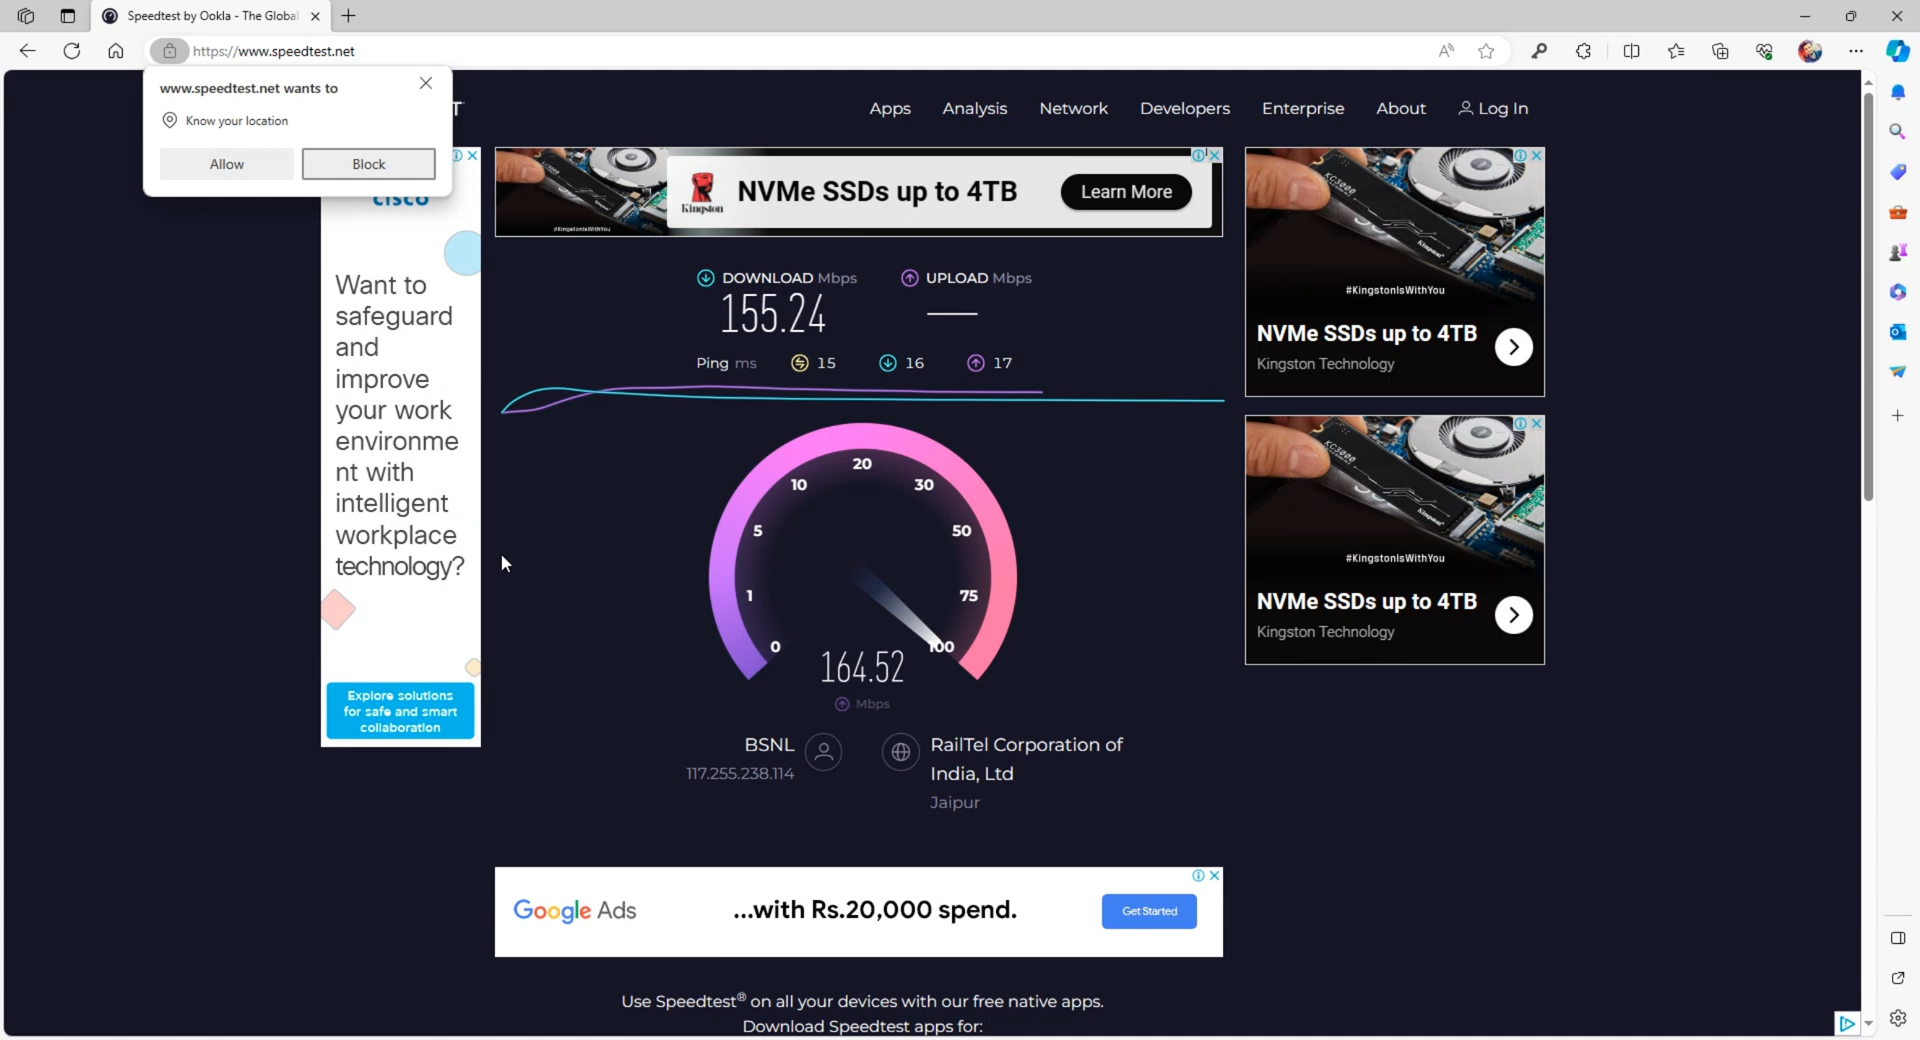 Speedtest by Ookla - The Global
https://www.speedtest.net
www.speedtest.net wants to
Know your location
Allow
Block
T
Apps
Analysis
Network
Developers
Enterprise
About
Log In
cisco
Want to
safeguard
and
improve
your work
environme
nt with
intelligent
workplace
technology?
Explore solutions
for safe and smart
collaboration
Kingston
#KingstonIsWithYou
NVMe SSDs up to 4TB
Learn More
DOWNLOAD Mbps
155.24
UPLOAD Mbps
Ping ms
15
16
17
0
1
5
10
20
30
50
75
100
164.52
Mbps
BSNL
117.255.238.114
RailTel Corporation of
India, Ltd
Jaipur
KC3000
Kingston
#KingstonIsWithYou
NVMe SSDs up to 4TB
Kingston Technology
KC3000
Kingston
#KingstonIsWithYou
NVMe SSDs up to 4TB
Kingston Technology
Google Ads
...with Rs.20,000 spend.
Get Started
Use Speedtest® on all your devices with our free native apps.
Download Speedtest apps for: